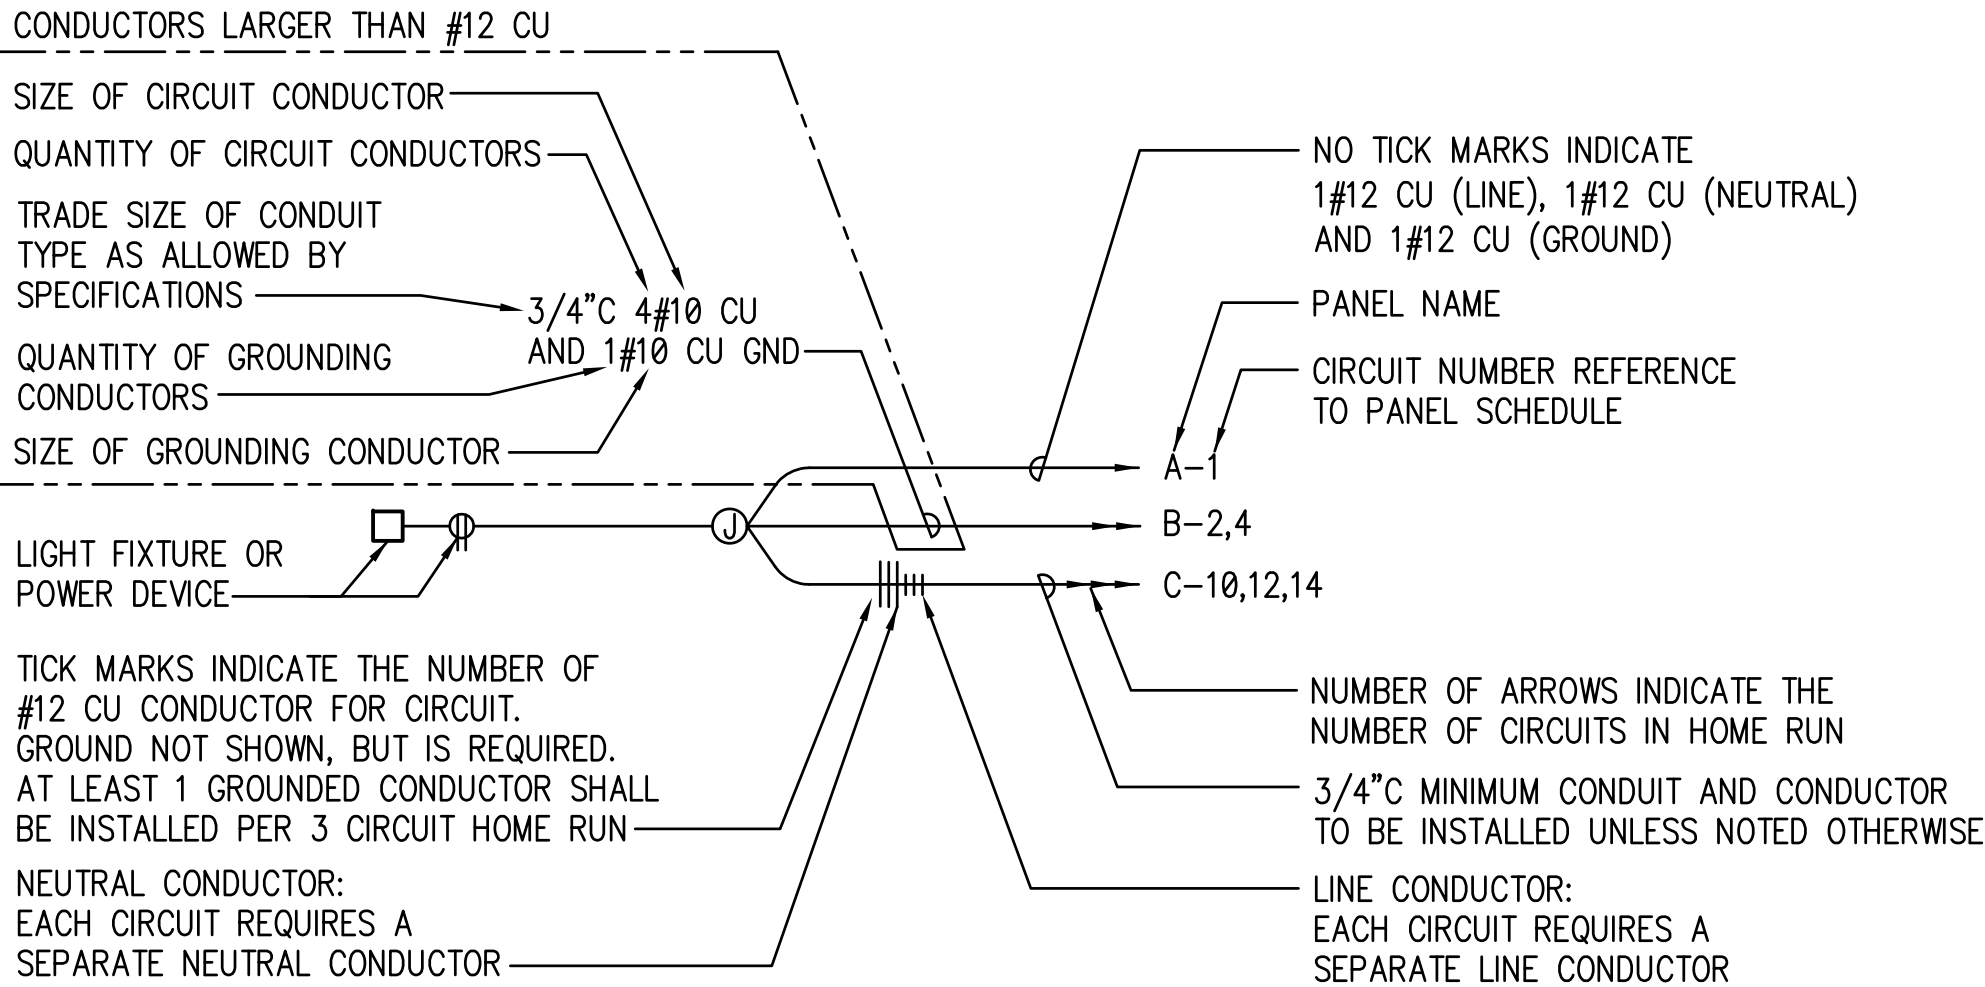 CONDUCTORS LARGER THAN #12 CU
SIZE OF CIRCUIT CONDUCTOR
QUANTITY OF CIRCUIT CONDUCTORS
TRADE SIZE OF CONDUIT
TYPE AS ALLOWED BY
SPECIFICATIONS
3/4"C 4#10 CU
AND 1#10 CU GND
QUANTITY OF GROUNDING
CONDUCTORS
SIZE OF GROUNDING CONDUCTOR
NO TICK MARKS INDICATE
1#12 CU (LINE), 1#12 CU (NEUTRAL)
AND 1#12 CU (GROUND)
PANEL NAME
CIRCUIT NUMBER REFERENCE
TO PANEL SCHEDULE
A-1
J
B-2,4
C-10,12,14
LIGHT FIXTURE OR
POWER DEVICE
TICK MARKS INDICATE THE NUMBER OF
#12 CU CONDUCTOR FOR CIRCUIT.
GROUND NOT SHOWN, BUT IS REQUIRED.
AT LEAST 1 GROUNDED CONDUCTOR SHALL
BE INSTALLED PER 3 CIRCUIT HOME RUN
NEUTRAL CONDUCTOR:
EACH CIRCUIT REQUIRES A
SEPARATE NEUTRAL CONDUCTOR
NUMBER OF ARROWS INDICATE THE
NUMBER OF CIRCUITS IN HOME RUN
3/4"C MINIMUM CONDUIT AND CONDUCTOR
TO BE INSTALLED UNLESS NOTED OTHERWISE
LINE CONDUCTOR:
EACH CIRCUIT REQUIRES A
SEPARATE LINE CONDUCTOR